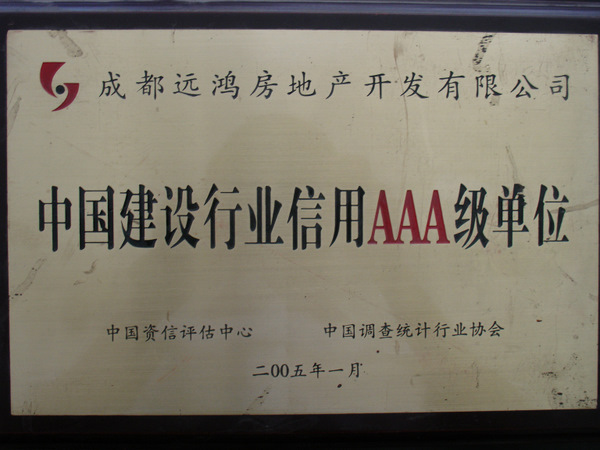 成都远鸿房地产开发有限公司
中国建设行业信用AAA级单位
中国资信评估中心 中国调查统计行业协会
二00五年一月